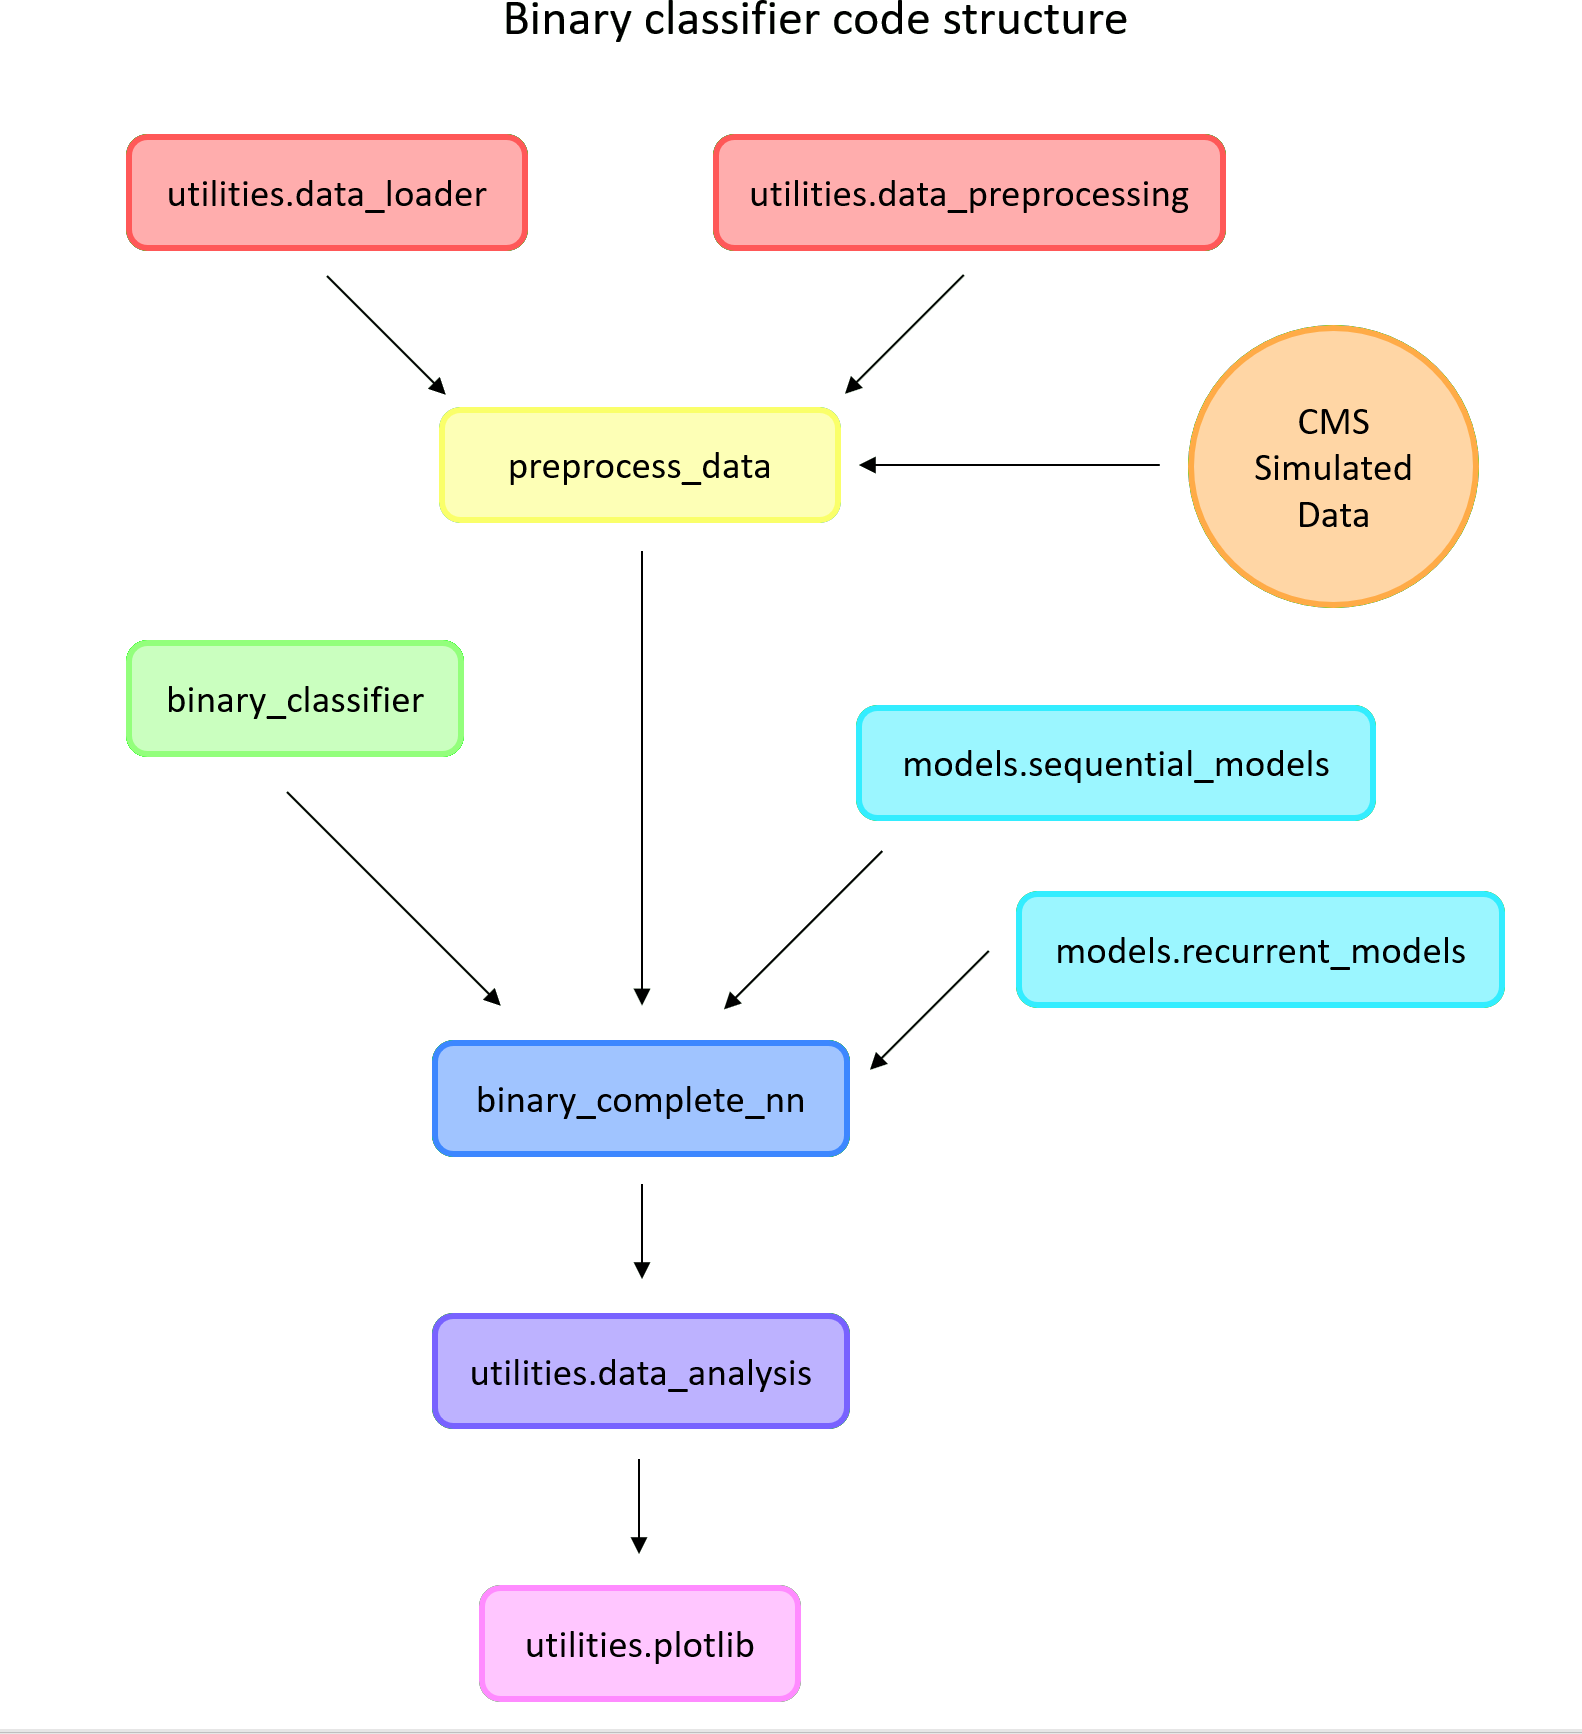 Binary classifier code structure
utilities.data_loader
utilities.data_preprocessing
preprocess_data
CMS
Simulated
Data
binary_classifier
models.sequential_models
models.recurrent_models
binary_complete_nn
utilities.data_analysis
utilities.plotlib